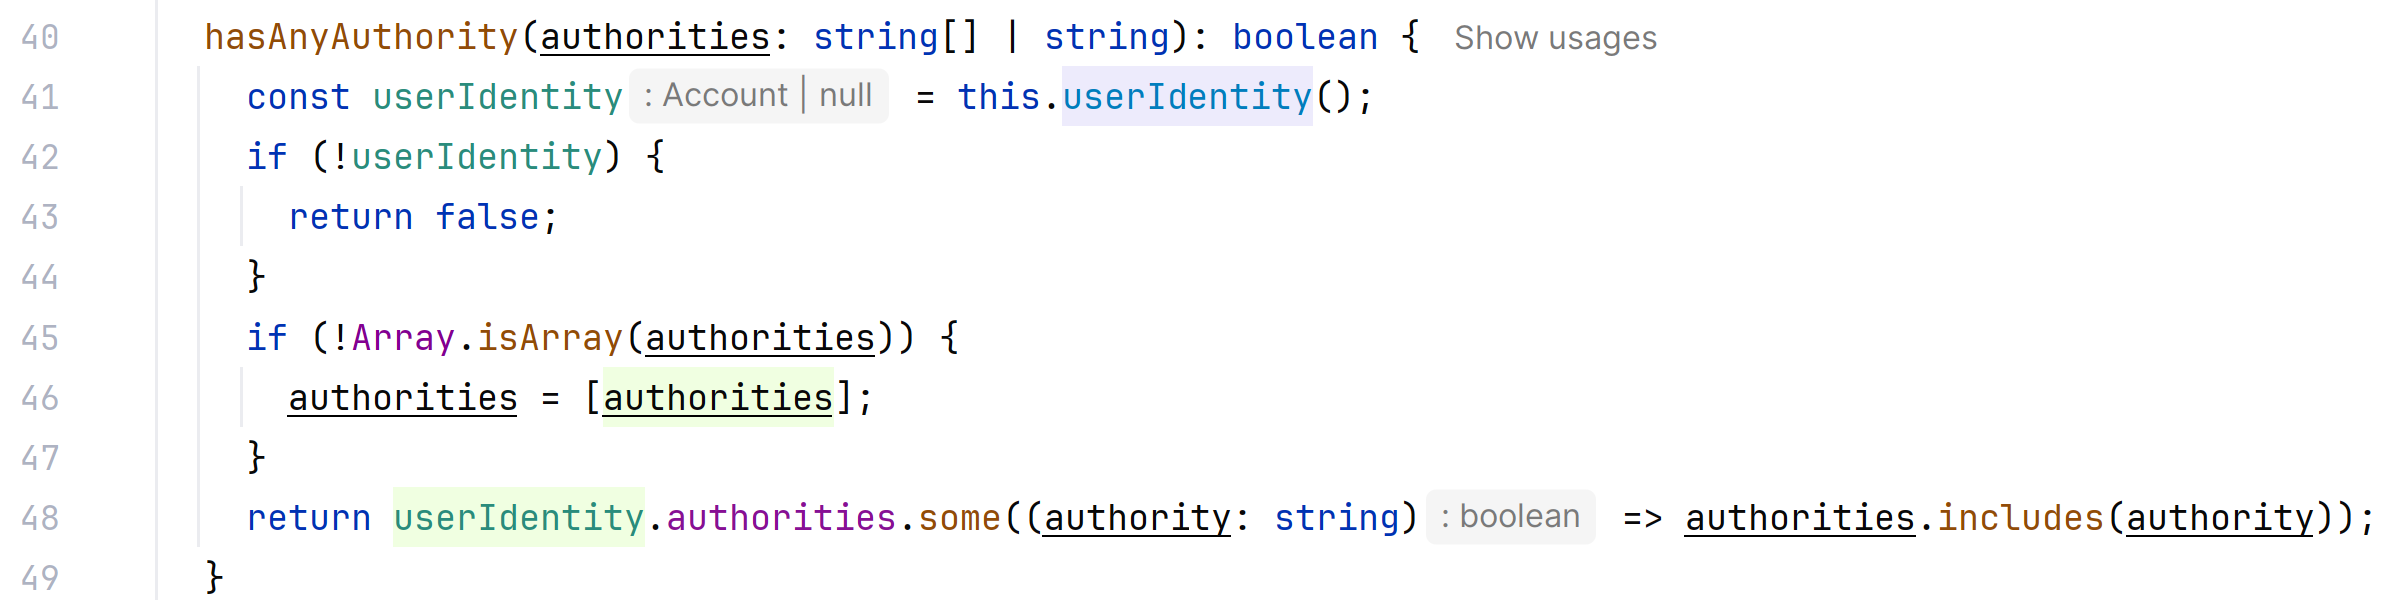 40 hasAnyAuthority(authorities: string[] | string): boolean { Show usages
41 const userIdentity : Account | null = this.userIdentity();
42 if (!userIdentity) {
43 return false;
44 }
45 if (!Array.isArray(authorities)) {
46 authorities = [authorities];
47 }
48 return userIdentity.authorities.some((authority: string) : boolean => authorities.includes(authority));
49 }